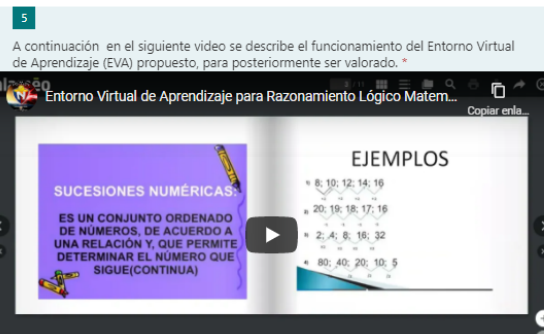 5
A continuación en el siguiente video se describe el funcionamiento del Entorno Virtual
de Aprendizaje (EVA) propuesto, para posteriormente ser valorado. *
Entorno Virtual de Aprendizaje para Razonamiento Lógico Matem...
Copiar enla...
SUCESIONES NUMÉRICAS:
ES UN CONJUNTO ORDENADO
DE NÚMEROS, DE ACUERDO A
UNA RELACIÓN Y, QUE PERMITE
DETERMINAR EL NÚMERO QUE
SIGUE(CONTINUA)
EJEMPLOS
8; 10; 12; 14; 16
20; 19; 18; 17; 16
2; 4; 8; 16; 32
80; 40; 20; 10; 5